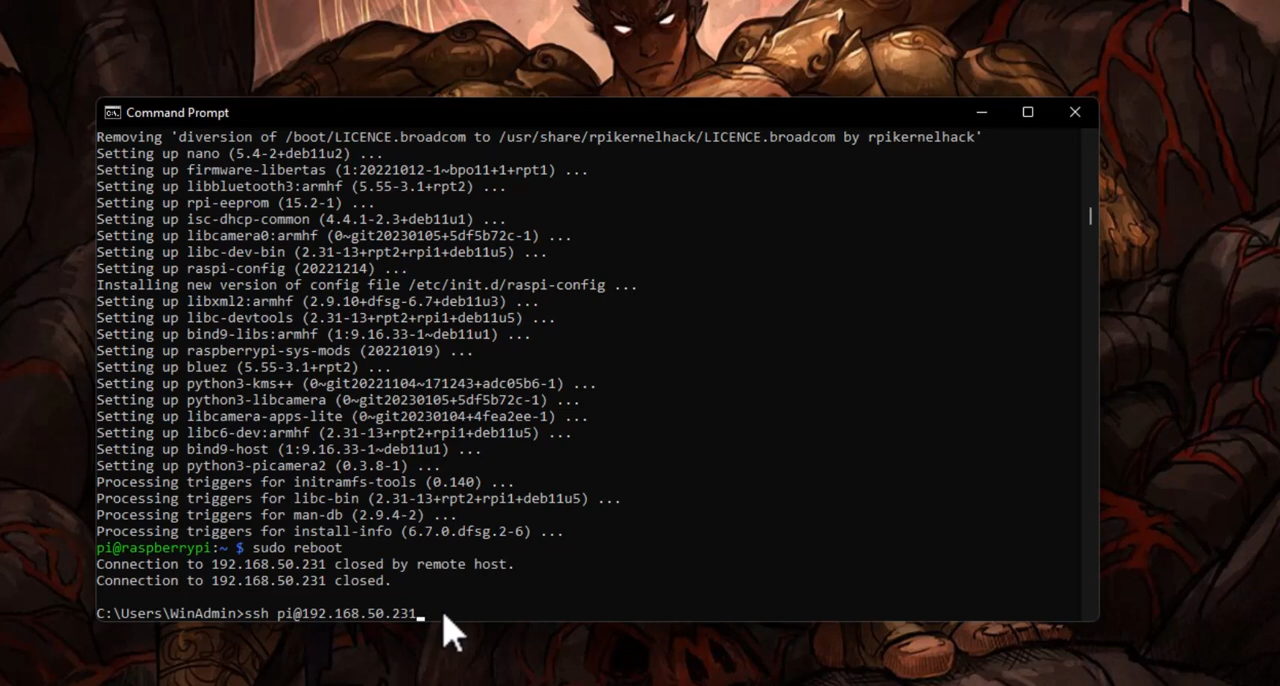 Command Prompt
Removing 'diversion of /boot/LICENCE.broadcom to /usr/share/rpikernelhack/LICENCE.broadcom by rpikernelhack'
Setting up nano (5.4-2+deb11u2) ...
Setting up firmware-libertas (1:20221012-1~bpo11+1+rpt1) ...
Setting up libbluetooth3:armhf (5.55-3.1+rpt2) ...
Setting up rpi-eeprom (15.2-1) ...
Setting up isc-dhcp-common (4.4.1-2.3+deb11u1) ...
Setting up libcamera0:armhf (0~git20230105+5df5b72c-1) ...
Setting up libc-dev-bin (2.31-13+rpt2+rpi1+deb11u5) ...
Setting up raspi-config (20221214) ...
Installing new version of config file /etc/init.d/raspi-config ...
Setting up libxml2:armhf (2.9.10+dfsg-6.7+deb11u3) ...
Setting up libc-devtools (2.31-13+rpt2+rpi1+deb11u5) ...
Setting up bind9-libs:armhf (1:9.16.33-1~deb11u1) ...
Setting up raspberrypi-sys-mods (20221019) ...
Setting up bluez (5.55-3.1+rpt2) ...
Setting up python3-kms++ (0~git20221104~171243+adc05b6-1) ...
Setting up python3-libcamera (0~git20230105+5df5b72c-1) ...
Setting up libcamera-apps-lite (0~git20230104+4fea2ee-1) ...
Setting up libc6-dev:armhf (2.31-13+rpt2+rpi1+deb11u5) ...
Setting up bind9-host (1:9.16.33-1~deb11u1) ...
Setting up python3-picamera2 (0.3.8-1) ...
Processing triggers for initramfs-tools (0.140) ...
Processing triggers for libc-bin (2.31-13+rpt2+rpi1+deb11u5) ...
Processing triggers for man-db (2.9.4-2) ...
Processing triggers for install-info (6.7.0.dfsg.2-6) ...
pi@raspberrypi:~ $ sudo reboot
Connection to 192.168.50.231 closed by remote host.
Connection to 192.168.50.231 closed.
C:\Users\WinAdmin>ssh pi@192.168.50.231